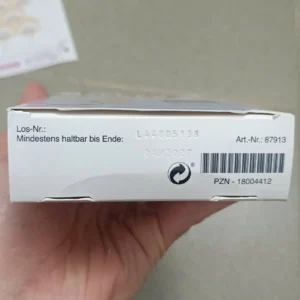 Los-Nr.:
Mindestens haltbar bis Ende:
Art.-Nr.: 87913
PZN - 18004412